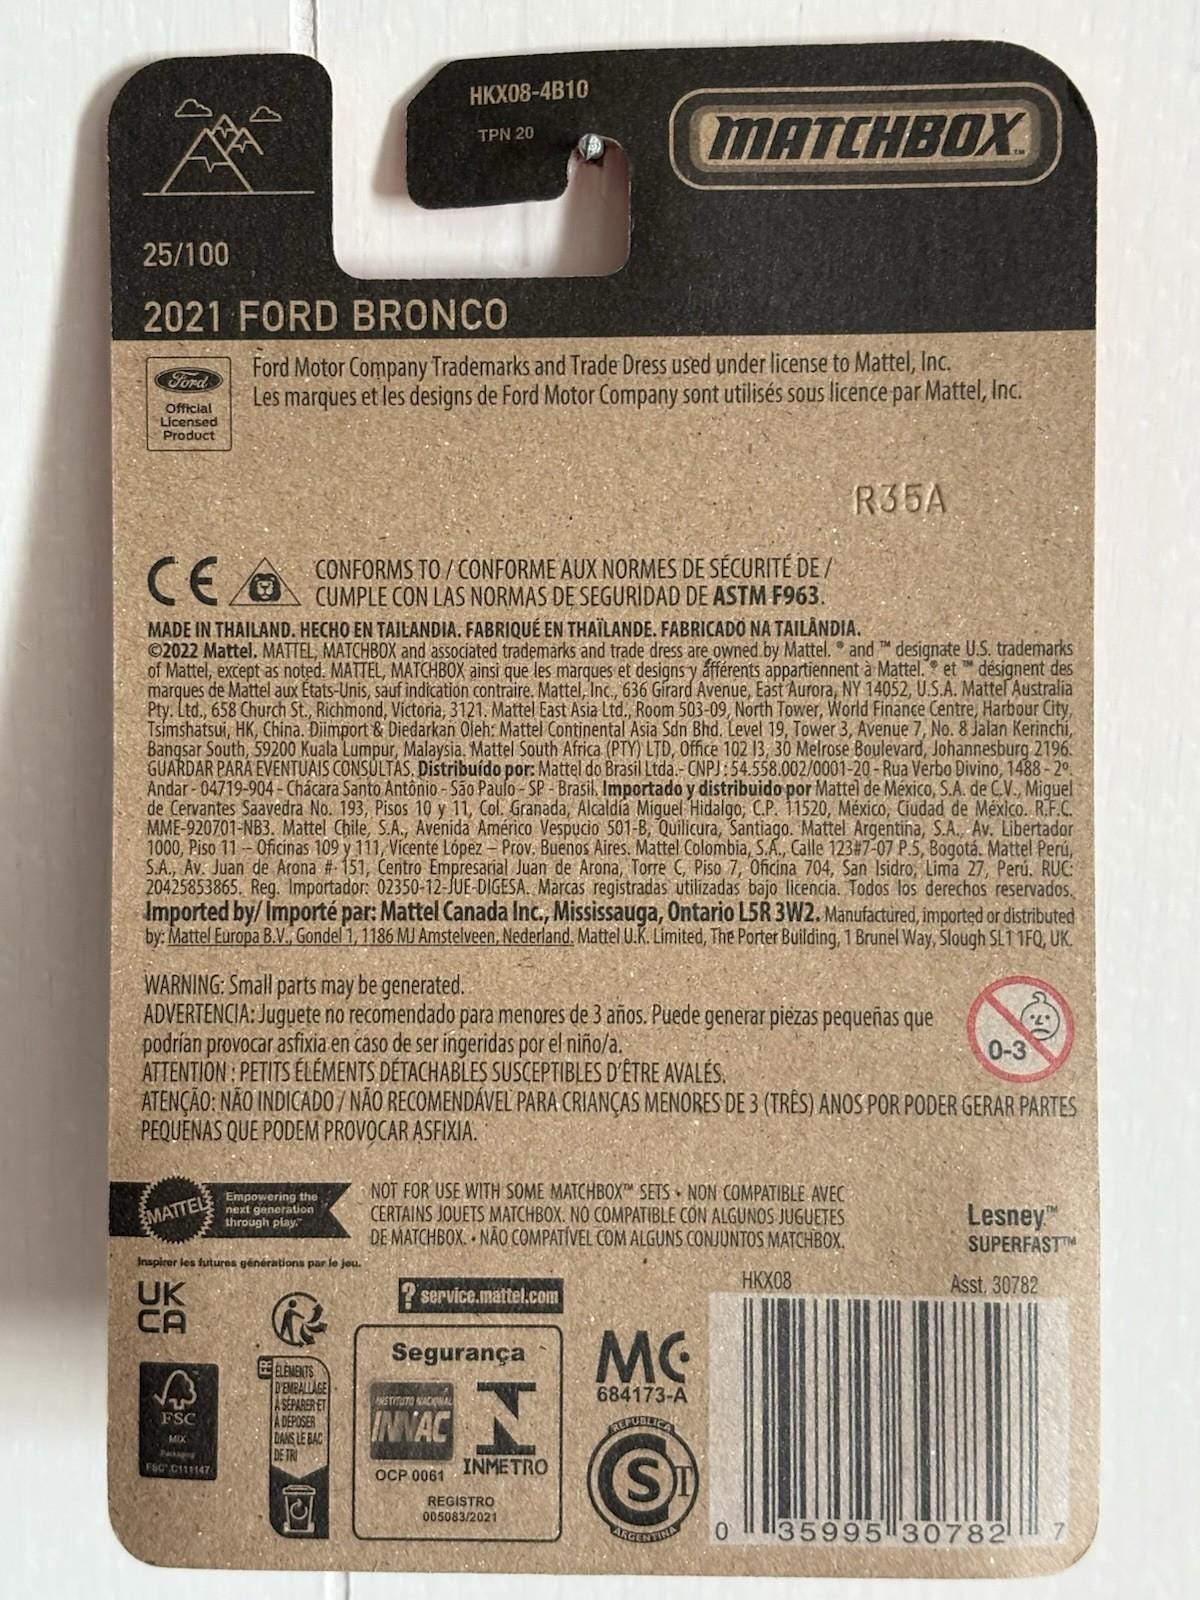 HKX08-4B10
TPN 20
MATCHBOX™
25/100
2021 FORD BRONCO
Ford
Official
Licensed
Product
Ford Motor Company Trademarks and Trade Dress used under license to Mattel, Inc.
Les marques et les designs de Ford Motor Company sont utilisés sous licence par Mattel, Inc.
R35A
CE
CONFORMS TO / CONFORME AUX NORMES DE SÉCURITÉ DE /
CUMPLE CON LAS NORMAS DE SEGURIDAD DE ASTM F963.
MADE IN THAILAND. HECHO EN TAILANDIA. FABRIQUÉ EN THAÏLANDE. FABRICADO NA TAILÂNDIA.
©2022 Mattel. MATTEL, MATCHBOX and associated trademarks and trade dress are owned by Mattel. ® and ™ designate U.S. trademarks
of Mattel, except as noted. MATTEL, MATCHBOX ainsi que les marques et designs y afférents appartiennent à Mattel. ® et ™ désignent des
marques de Mattel aux États-Unis, sauf indication contraire. Mattel, Inc., 636 Girard Avenue, East Aurora, NY 14052, U.S.A. Mattel Australia
Pty. Ltd., 658 Church St., Richmond, Victoria, 3121. Mattel East Asia Ltd., Room 503-09, North Tower, World Finance Centre, Harbour City,
Tsimshatsui, HK, China. Diimport & Diedarkan Oleh: Mattel Continental Asia Sdn Bhd. Level 19, Tower 3, Avenue 7, No. 8 Jalan Kerinchi,
Bangsar South, 59200 Kuala Lumpur, Malaysia. Mattel South Africa (PTY) LTD, Office 102 I3, 30 Melrose Boulevard, Johannesburg 2196.
GUARDAR PARA EVENTUAIS CONSULTAS. Distribuído por: Mattel do Brasil Ltda.- CNPJ : 54.558.002/0001-20 - Rua Verbo Divino, 1488 - 2º.
Andar - 04719-904 - Chácara Santo Antônio - São Paulo - SP - Brasil. Importado y distribuido por Mattel de México, S.A. de C.V., Miguel
de Cervantes Saavedra No. 193, Pisos 10 y 11, Col. Granada, Alcaldía Miguel Hidalgo, C.P. 11520, México, Ciudad de México. R.F.C.
MME-920701-NB3. Mattel Chile, S.A., Avenida Américo Vespucio 501-B, Quilicura, Santiago. Mattel Argentina, S.A., Av. Libertador
1000, Piso 11 – Oficinas 109 y 111, Vicente López – Prov. Buenos Aires. Mattel Colombia, S.A., Calle 123#7-07 P.5, Bogotá. Mattel Perú,
S.A., Av. Juan de Arona # 151, Centro Empresarial Juan de Arona, Torre C, Piso 7, Oficina 704, San Isidro, Lima 27, Perú. RUC:
20425853865. Reg. Importador: 02350-12-JUE-DIGESA. Marcas registradas utilizadas bajo licencia. Todos los derechos reservados.
Imported by/ Importé par: Mattel Canada Inc., Mississauga, Ontario L5R 3W2. Manufactured, imported or distributed
by: Mattel Europa B.V., Gondel 1, 1186 MJ Amstelveen, Nederland. Mattel U.K. Limited, The Porter Building, 1 Brunel Way, Slough SL1 1FQ, UK.
WARNING: Small parts may be generated.
ADVERTENCIA: Juguete no recomendado para menores de 3 años. Puede generar piezas pequeñas que
podrían provocar asfixia en caso de ser ingeridas por el niño/a.
ATTENTION : PETITS ÉLÉMENTS DÉTACHABLES SUSCEPTIBLES D'ÊTRE AVALÉS.
ATENÇÃO: NÃO INDICADO / NÃO RECOMENDÁVEL PARA CRIANÇAS MENORES DE 3 (TRÊS) ANOS POR PODER GERAR PARTES
PEQUENAS QUE PODEM PROVOCAR ASFIXIA.
0-3
MATTEL
Empowering the
next generation
through play.™
Inspirer les futures générations par le jeu.
NOT FOR USE WITH SOME MATCHBOX™ SETS • NON COMPATIBLE AVEC
CERTAINS JOUETS MATCHBOX. NO COMPATIBLE CON ALGUNOS JUGUETES
DE MATCHBOX. • NÃO COMPATÍVEL COM ALGUNS CONJUNTOS MATCHBOX.
Lesney™
SUPERFAST™
UK
CA
FSC
MIX
Packaging
FSC® C111147
FR
ÉLÉMENTS
D'EMBALLAGE
À SÉPARER ET
À DÉPOSER
DANS LE BAC
DE TRI
? service.mattel.com
Segurança
INSTITUTO NACIONAL
INNAC
OCP 0061
INMETRO
REGISTRO
005083/2021
MC
684173-A
REPUBLICA
S T
ARGENTINA
HKX08
Asst. 30782
0 35995 30782 7